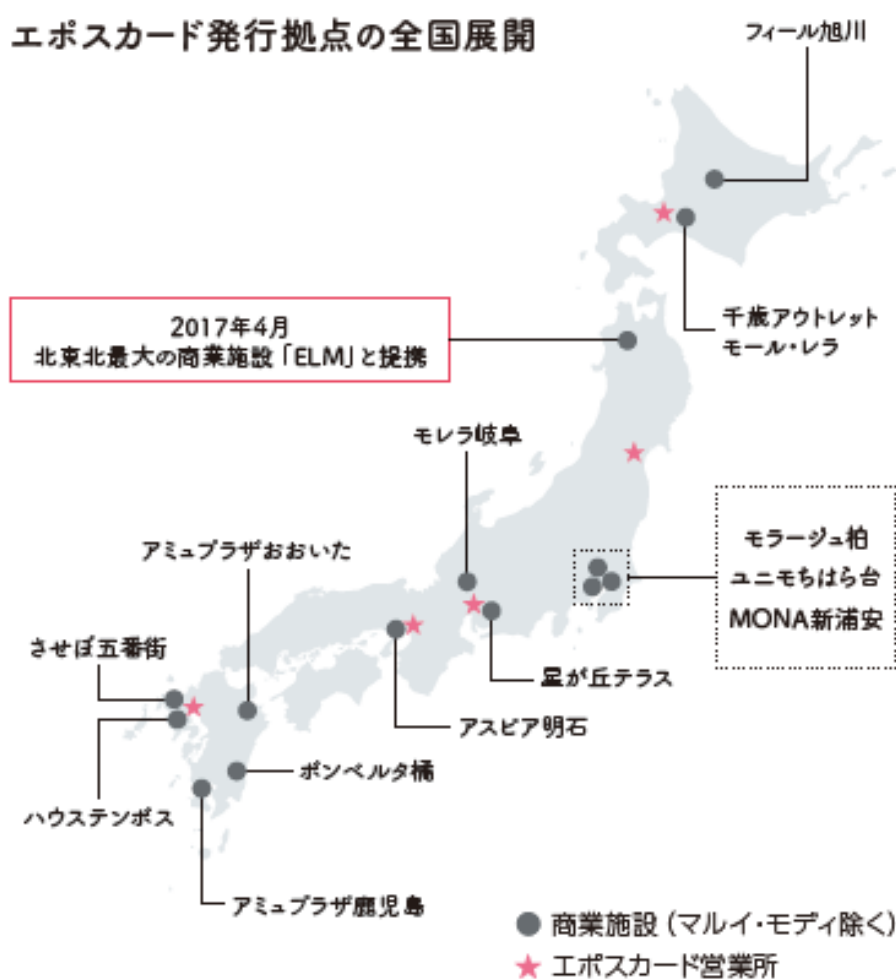 エポスカード発行拠点の全国展開
フィール旭川
千歳アウトレット
モール・レラ
2017年4月
北東北最大の商業施設「ELM」と提携
モレラ岐阜
モラージュ柏
ユニモちはら台
MONA新浦安
アミュプラザおおいた
させぼ五番街
星が丘テラス
アスピア明石
ボンベルタ橘
ハウステンボス
アミュプラザ鹿児島
商業施設(マルイ・モディ除く)
エポスカード営業所